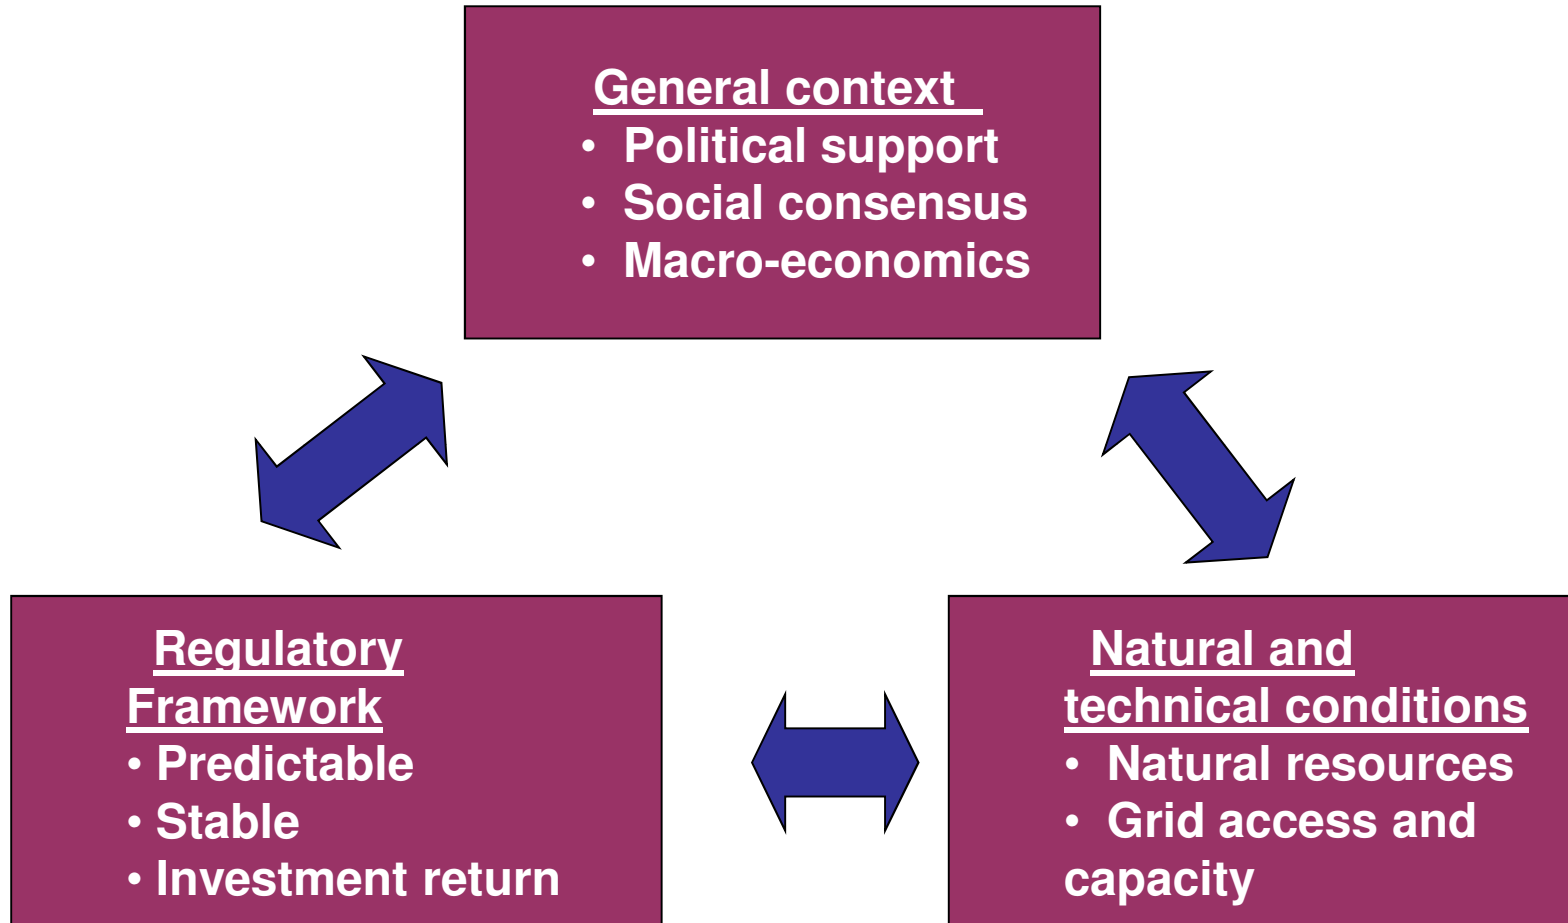 General context
• Political support
• Social consensus
• Macro-economics
Regulatory
Framework
• Predictable
• Stable
• Investment return
Natural and
technical conditions
• Natural resources
• Grid access and
capacity